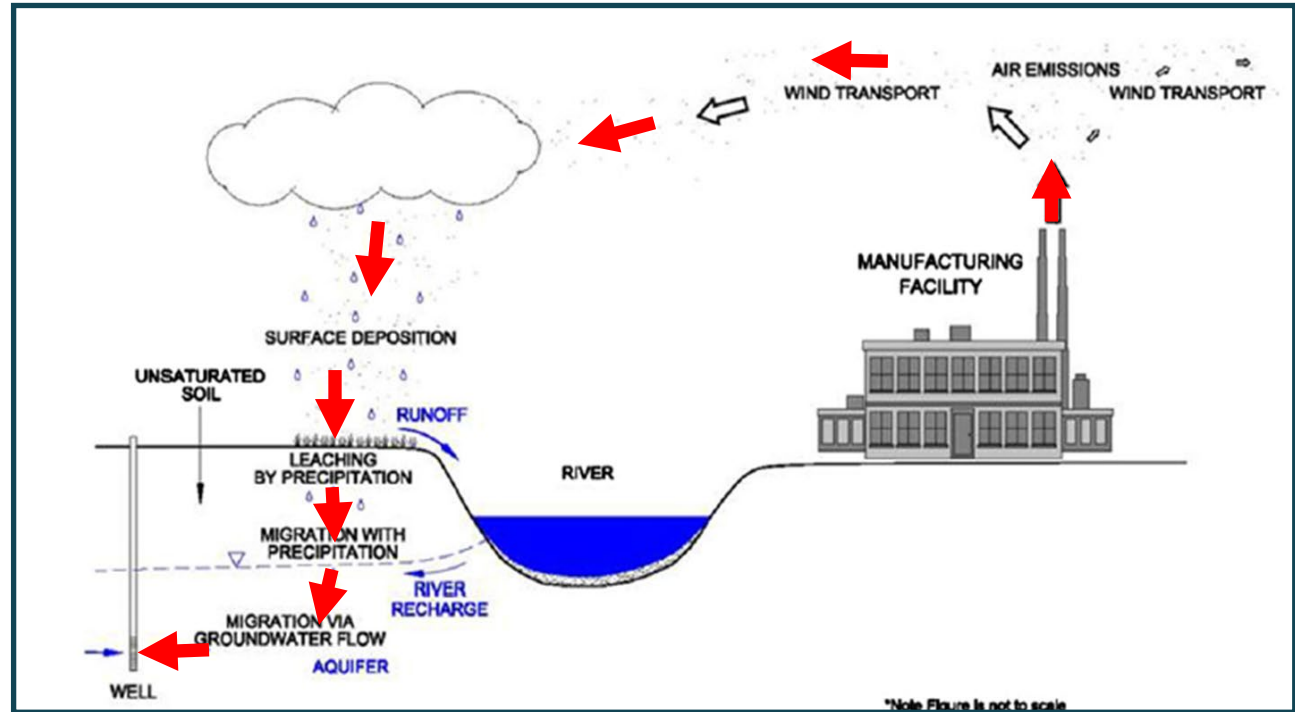 AIR EMISSIONS
WIND TRANSPORT
WIND TRANSPORT
MANUFACTURING
FACILITY
SURFACE DEPOSITION
UNSATURATED
SOIL
RUNOFF
LEACHING
BY PRECIPITATION
RIVER
MIGRATION WITH
PRECIPITATION
RIVER
RECHARGE
MIGRATION VIA
GROUNDWATER FLOW
AQUIFER
WELL
*Note Figure is not to scale